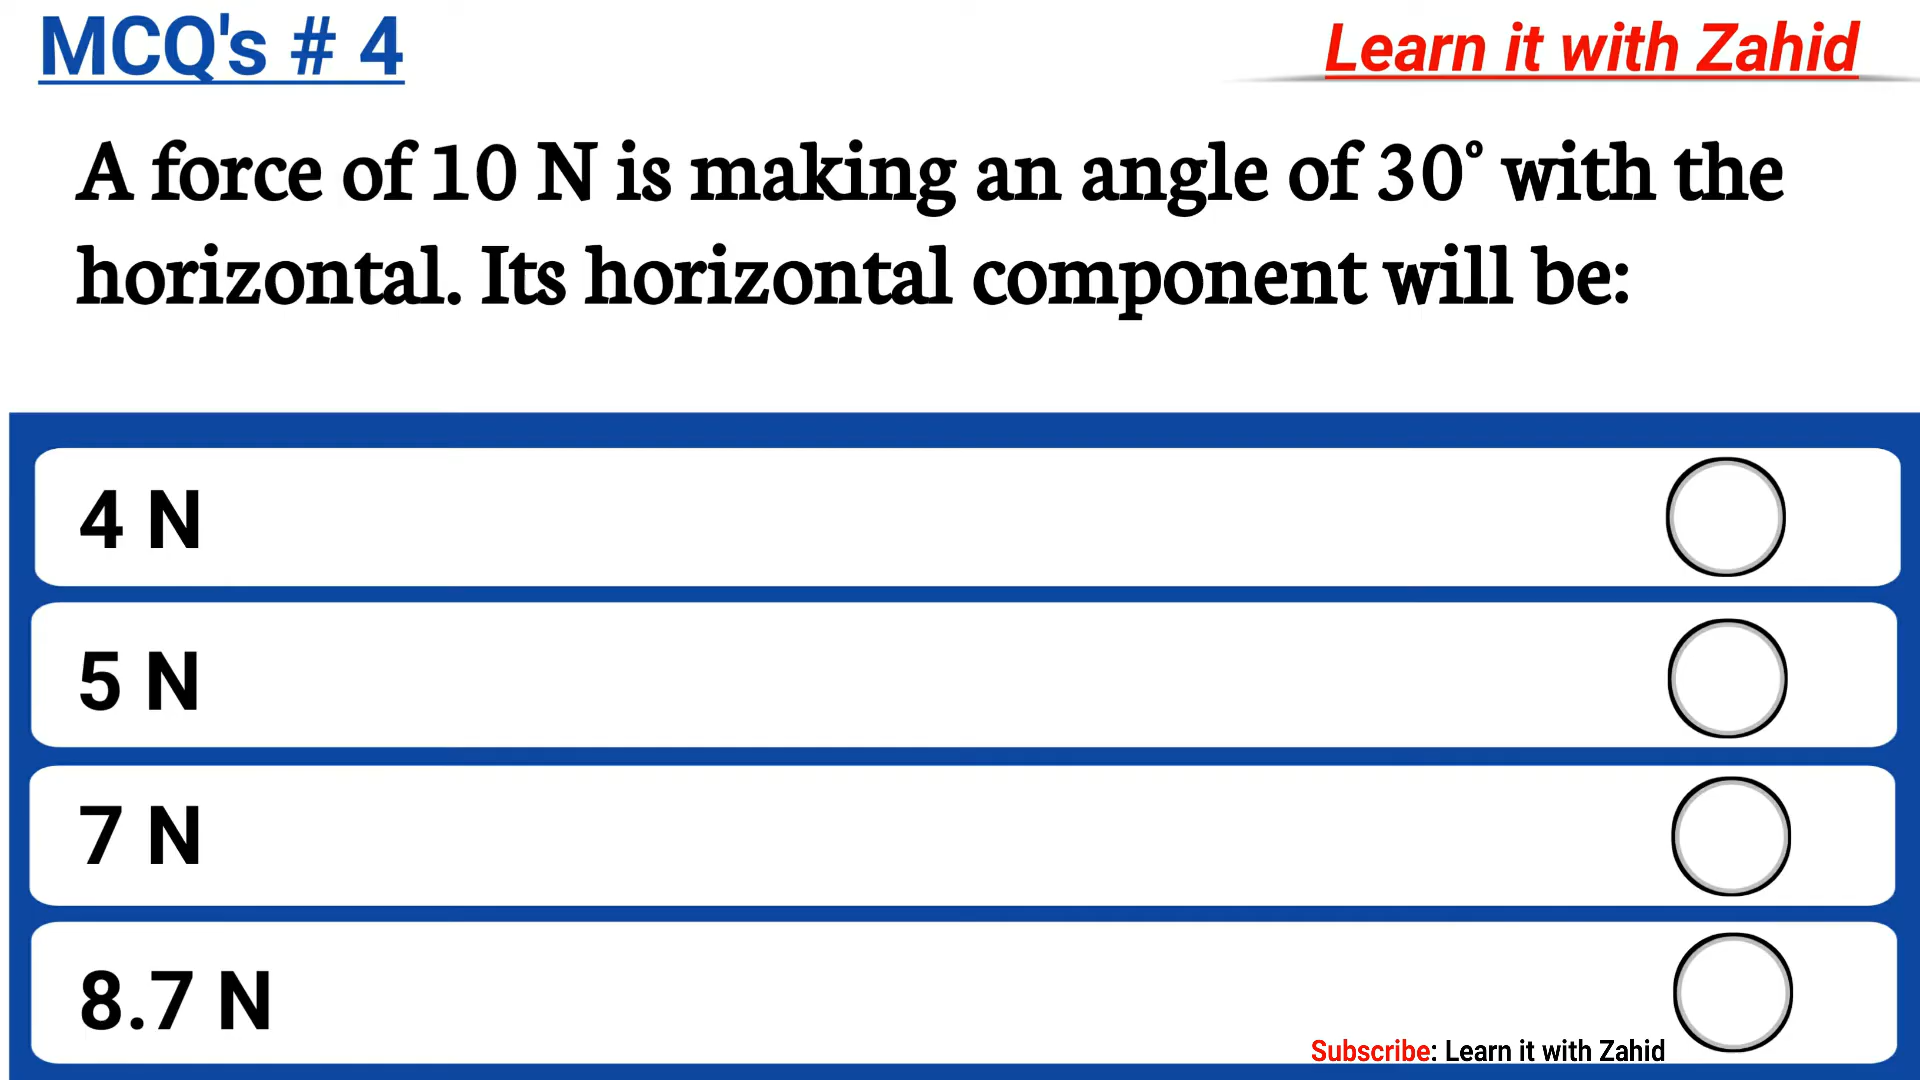 MCQ's # 4
Learn it with Zahid
A force of 10 N is making an angle of 30° with the
horizontal. Its horizontal component will be:
4 N
5 N
7 N
8.7 N
Subscribe: Learn it with Zahid